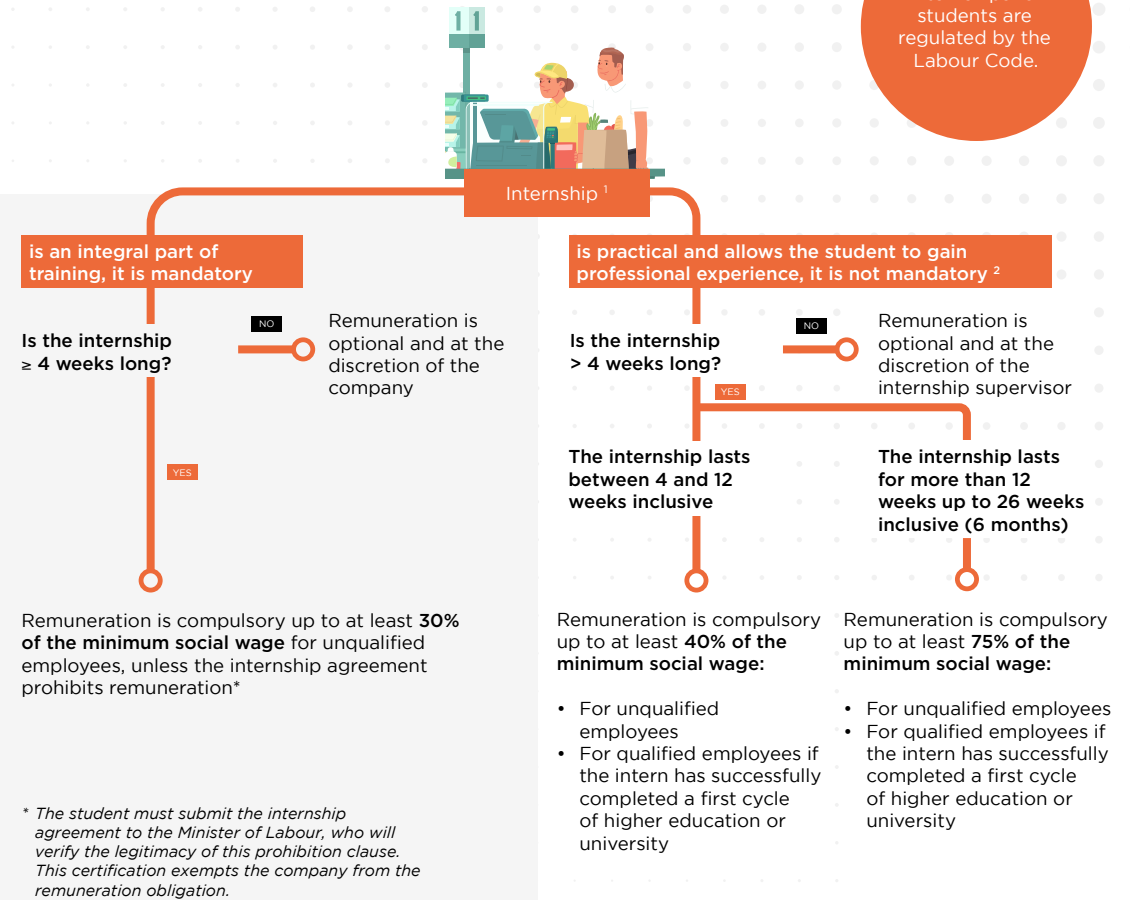 students are
regulated by the
Labour Code.
1 1
Internship ¹
is an integral part of
training, it is mandatory
Is the internship
≥ 4 weeks long?
NO
Remuneration is
optional and at the
discretion of the
company
YES
Remuneration is compulsory up to at least 30%
of the minimum social wage for unqualified
employees, unless the internship agreement
prohibits remuneration*
* The student must submit the internship
agreement to the Minister of Labour, who will
verify the legitimacy of this prohibition clause.
This certification exempts the company from the
remuneration obligation.
is practical and allows the student to gain
professional experience, it is not mandatory ²
Is the internship
> 4 weeks long?
NO
Remuneration is
optional and at the
discretion of the
internship supervisor
YES
The internship lasts
between 4 and 12
weeks inclusive
Remuneration is compulsory
up to at least 40% of the
minimum social wage:
• For unqualified
employees
• For qualified employees if
the intern has successfully
completed a first cycle
of higher education or
university
The internship lasts
for more than 12
weeks up to 26 weeks
inclusive (6 months)
Remuneration is compulsory
up to at least 75% of the
minimum social wage:
• For unqualified employees
• For qualified employees if
the intern has successfully
completed a first cycle
of higher education or
university